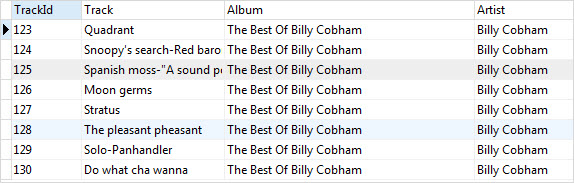 TrackId Track Album Artist
123 Quadrant The Best Of Billy Cobham Billy Cobham
124 Snoopy's search-Red baro The Best Of Billy Cobham Billy Cobham
125 Spanish moss-"A sound p The Best Of Billy Cobham Billy Cobham
126 Moon germs The Best Of Billy Cobham Billy Cobham
127 Stratus The Best Of Billy Cobham Billy Cobham
128 The pleasant pheasant The Best Of Billy Cobham Billy Cobham
129 Solo-Panhandler The Best Of Billy Cobham Billy Cobham
130 Do what cha wanna The Best Of Billy Cobham Billy Cobham